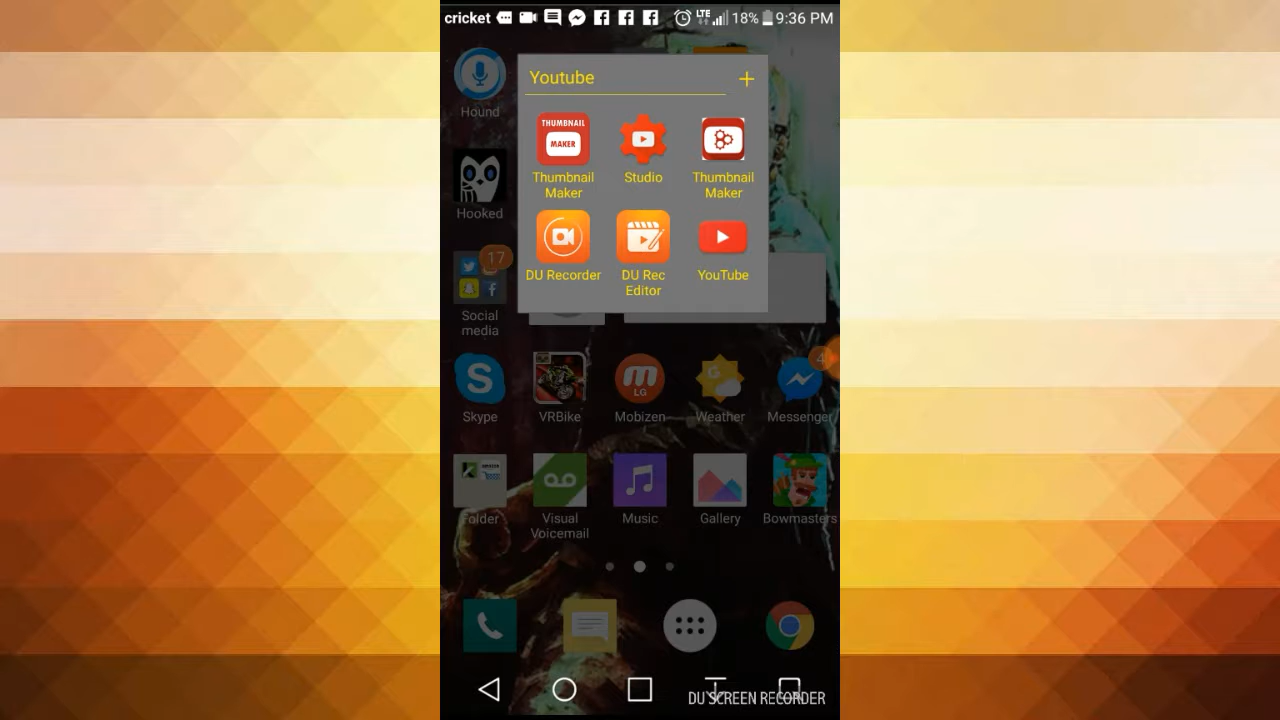 cricket LTE 18% 9:36 PM
Youtube +
THUMBNAIL
MAKER
Thumbnail
Maker
Studio
Thumbnail
Maker
DU Recorder
DU Rec
Editor
YouTube
Hound
Hooked
17
Social
media
4
Skype
VRBike
LG
Mobizen
G
Weather
Messenger
Folder
Visual
Voicemail
Music
Gallery
Bowmasters
DU SCREEN RECORDER